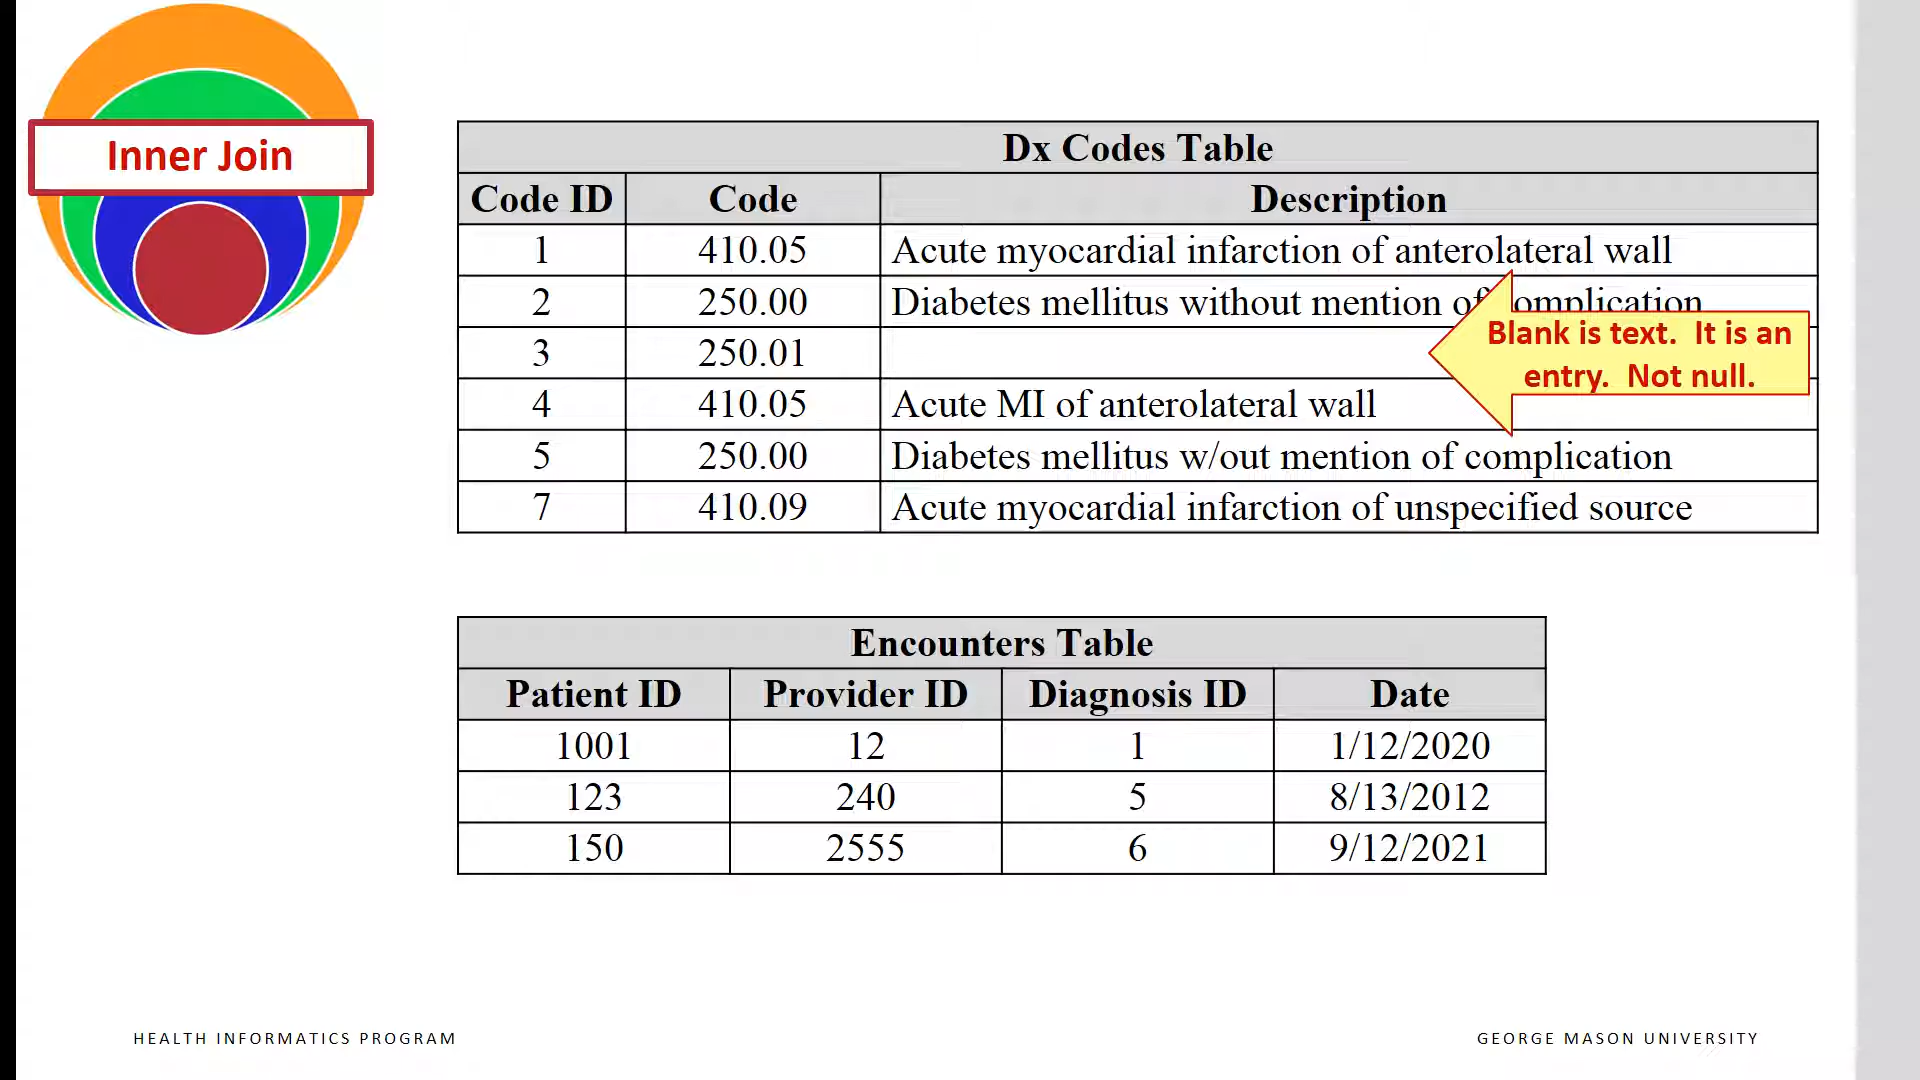 Inner Join
Dx Codes Table
Code ID Code Description
1 410.05 Acute myocardial infarction of anterolateral wall
2 250.00 Diabetes mellitus without mention of complication
3 250.01
Blank is text. It is an
entry. Not null.
4 410.05 Acute MI of anterolateral wall
5 250.00 Diabetes mellitus w/out mention of complication
7 410.09 Acute myocardial infarction of unspecified source
Encounters Table
Patient ID Provider ID Diagnosis ID Date
1001 12 1 1/12/2020
123 240 5 8/13/2012
150 2555 6 9/12/2021
HEALTH INFORMATICS PROGRAM
GEORGE MASON UNIVERSITY